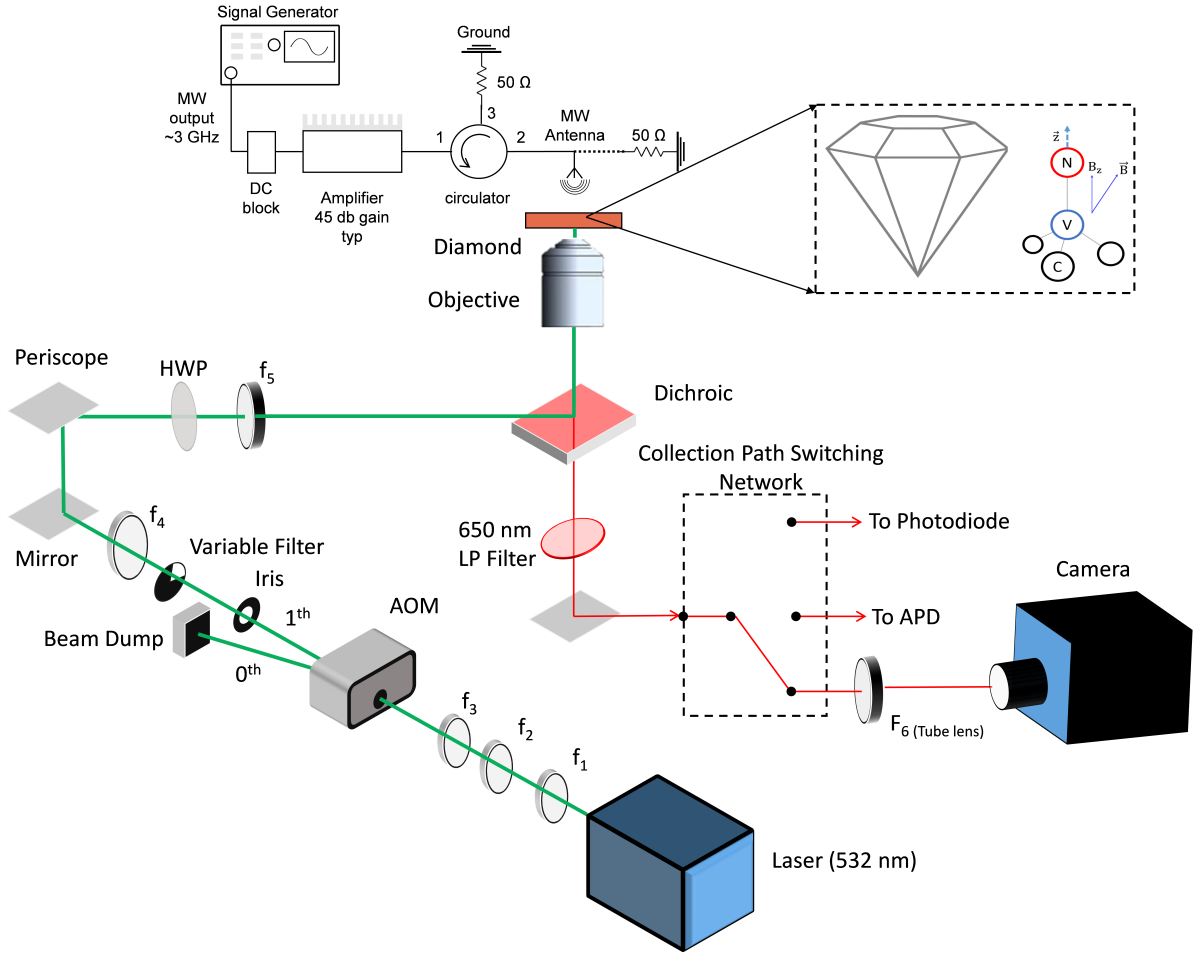 Signal Generator
Ground
50 Ω
MW
output
~3 GHz
3
1
2
MW
Antenna
50 Ω
DC
block
Amplifier
45 db gain
typ
circulator
z
N
Bz
B
V
C
Diamond
Objective
Periscope
HWP
f5
Dichroic
Collection Path Switching
Network
650 nm
LP Filter
To Photodiode
To APD
Camera
F6 (Tube lens)
Mirror
f4
Variable Filter
Iris
1th
Beam Dump
0th
AOM
f3
f2
f1
Laser (532 nm)